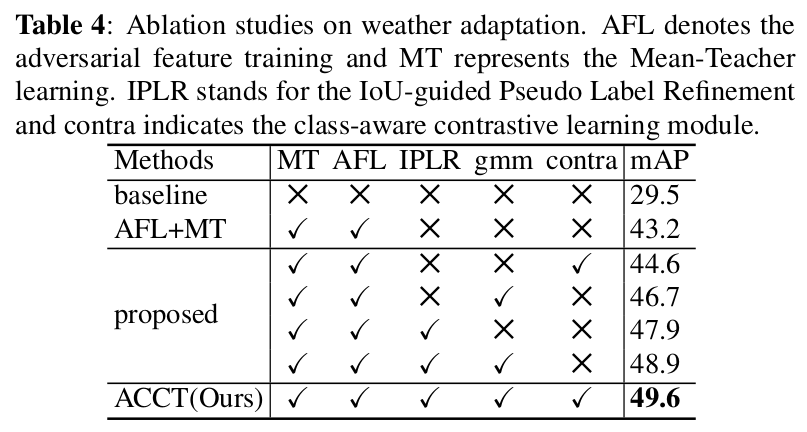 Table 4: Ablation studies on weather adaptation. AFL denotes the
adversarial feature training and MT represents the Mean-Teacher
learning. IPLR stands for the IoU-guided Pseudo Label Refinement
and contra indicates the class-aware contrastive learning module.
Methods MT AFL IPLR gmm contra mAP
baseline ✕ ✕ ✕ ✕ ✕ 29.5
AFL+MT ✓ ✓ ✕ ✕ ✕ 43.2
✓ ✓ ✕ ✕ ✓ 44.6
✓ ✓ ✕ ✓ ✕ 46.7
proposed
✓ ✓ ✓ ✕ ✕ 47.9
✓ ✓ ✓ ✓ ✕ 48.9
ACCT(Ours) ✓ ✓ ✓ ✓ ✓ 49.6